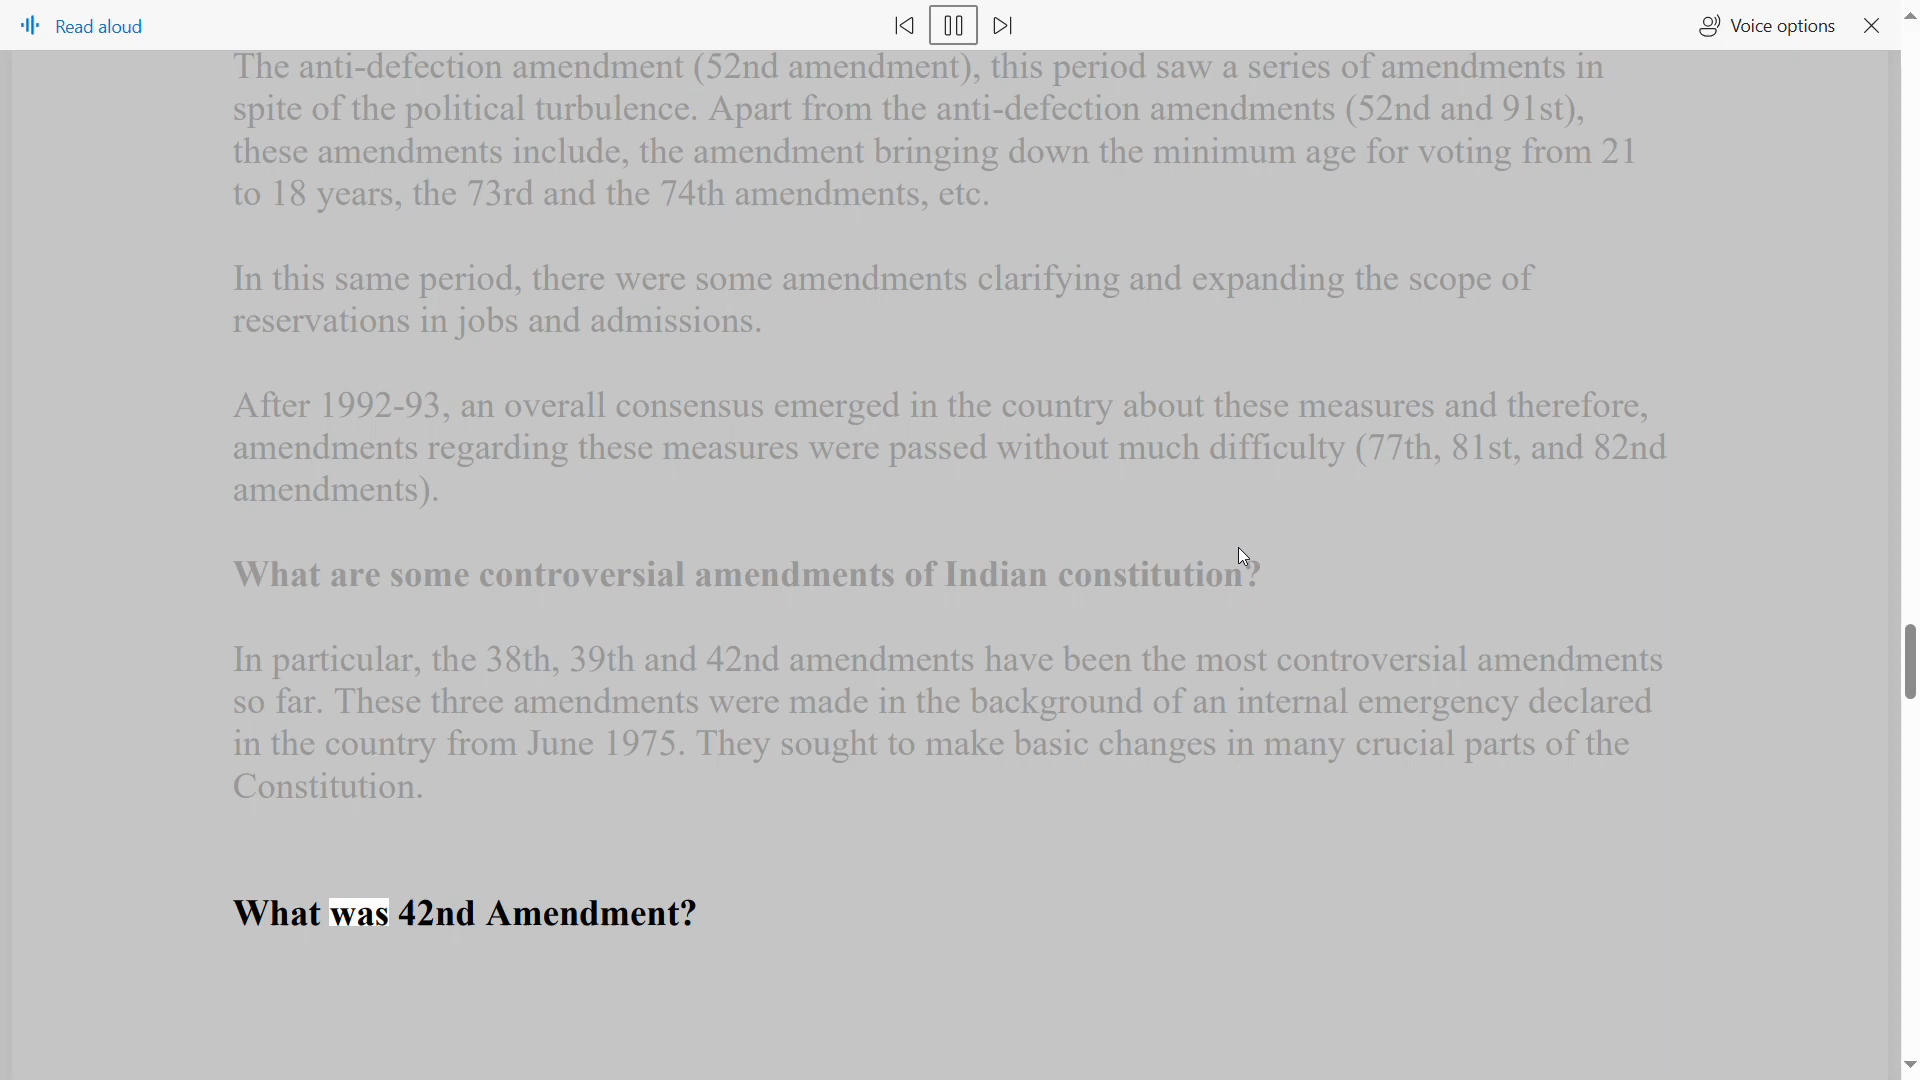 Read aloud
Voice options
The anti-defection amendment (52nd amendment), this period saw a series of amendments in
spite of the political turbulence. Apart from the anti-defection amendments (52nd and 91st),
these amendments include, the amendment bringing down the minimum age for voting from 21
to 18 years, the 73rd and the 74th amendments, etc.
In this same period, there were some amendments clarifying and expanding the scope of
reservations in jobs and admissions.
After 1992-93, an overall consensus emerged in the country about these measures and therefore,
amendments regarding these measures were passed without much difficulty (77th, 81st, and 82nd
amendments).
What are some controversial amendments of Indian constitution?
In particular, the 38th, 39th and 42nd amendments have been the most controversial amendments
so far. These three amendments were made in the background of an internal emergency declared
in the country from June 1975. They sought to make basic changes in many crucial parts of the
Constitution.
What was 42nd Amendment?